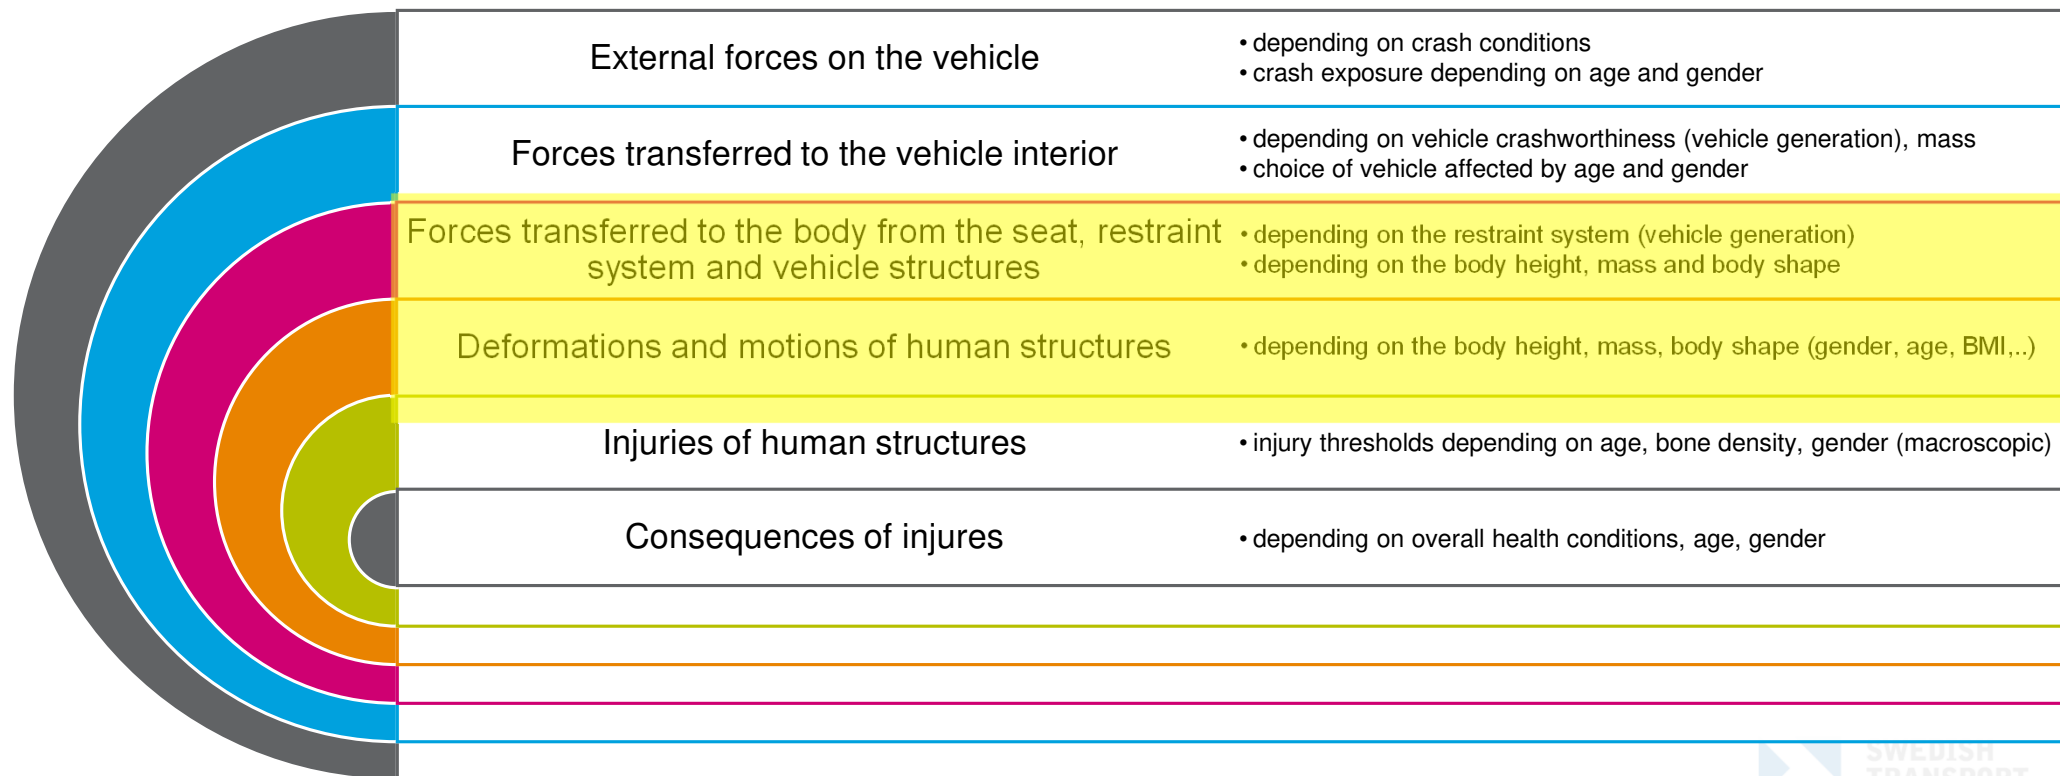 External forces on the vehicle
• depending on crash conditions
• crash exposure depending on age and gender
Forces transferred to the vehicle interior
• depending on vehicle crashworthiness (vehicle generation), mass
• choice of vehicle affected by age and gender
Forces transferred to the body from the seat, restraint
system and vehicle structures
• depending on the restraint system (vehicle generation)
• depending on the body height, mass and body shape
Deformations and motions of human structures
• depending on the body height, mass, body shape (gender, age, BMI,..)
Injuries of human structures
• injury thresholds depending on age, bone density, gender (macroscopic)
Consequences of injures
• depending on overall health conditions, age, gender
SWEDISH
TRANSPORT